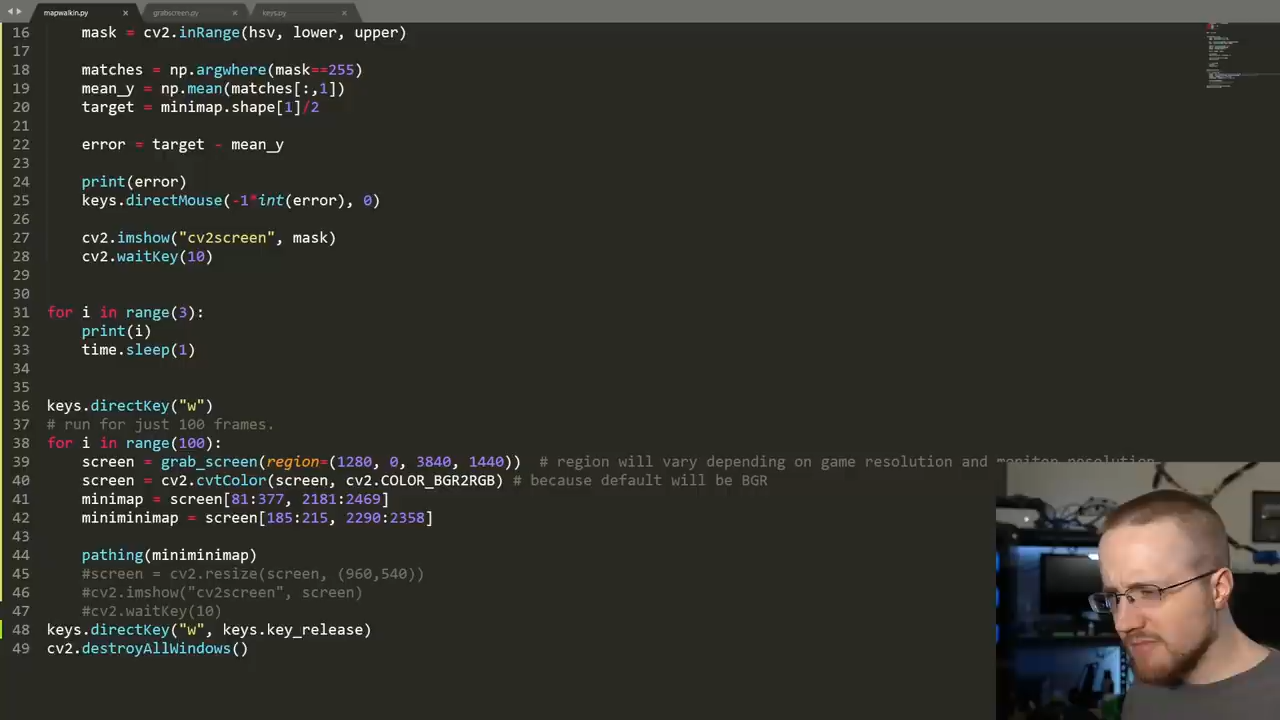 mapwalkin.py × grabscreen.py × keys.py ×
16 mask = cv2.inRange(hsv, lower, upper)
17
18 matches = np.argwhere(mask==255)
19 mean_y = np.mean(matches[:,1])
20 target = minimap.shape[1]/2
21
22 error = target - mean_y
23
24 print(error)
25 keys.directMouse(-1*int(error), 0)
26
27 cv2.imshow("cv2screen", mask)
28 cv2.waitKey(10)
29
30
31 for i in range(3):
32 print(i)
33 time.sleep(1)
34
35
36 keys.directKey("w")
37 # run for just 100 frames.
38 for i in range(100):
39 screen = grab_screen(region=(1280, 0, 3840, 1440)) # region will vary depending on game resolution and monitor resolution
40 screen = cv2.cvtColor(screen, cv2.COLOR_BGR2RGB) # because default will be BGR
41 minimap = screen[81:377, 2181:2469]
42 miniminimap = screen[185:215, 2290:2358]
43
44 pathing(miniminimap)
45 #screen = cv2.resize(screen, (960,540))
46 #cv2.imshow("cv2screen", screen)
47 #cv2.waitKey(10)
48 keys.directKey("w", keys.key_release)
49 cv2.destroyAllWindows()